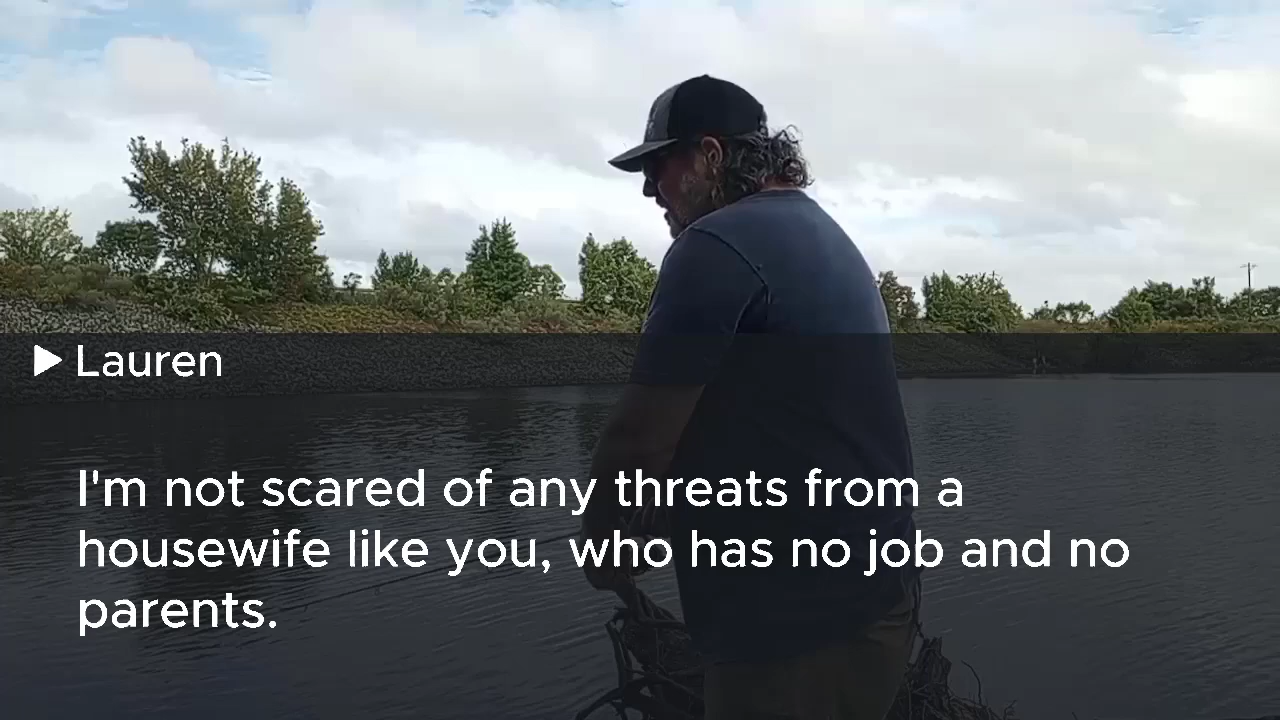 Lauren
I'm not scared of any threats from a
housewife like you, who has no job and no
parents.